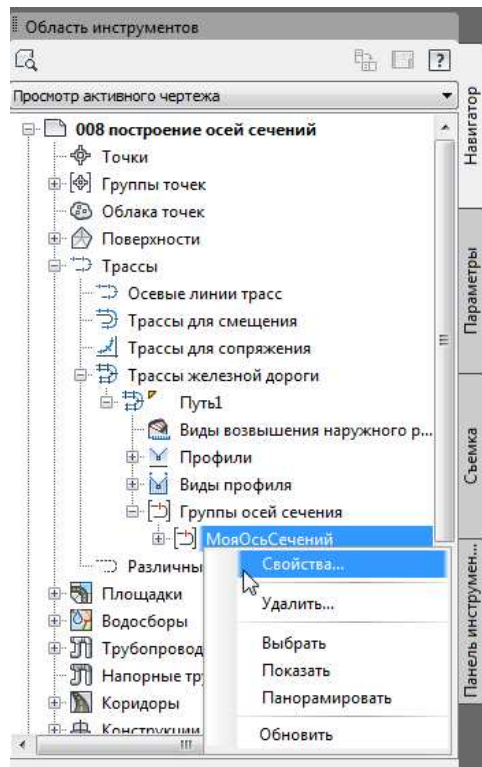 Область инструментов
Просмотр активного чертежа
008 построение осей сечений
Точки
Группы точек
Облака точек
Поверхности
Трассы
Осевые линии трасс
Трассы для смещения
Трассы для сопряжения
Трассы железной дороги
Путь1
Виды возвышения наружного р...
Профили
Виды профиля
Группы осей сечения
МояОсьСечений
Различны
Площадки
Водосборы
Трубопровод
Напорные тр
Коридоры
Конструкции
Свойства...
Удалить...
Выбрать
Показать
Панорамировать
Обновить
Навигатор
Параметры
Съемка
Панель инструмен...